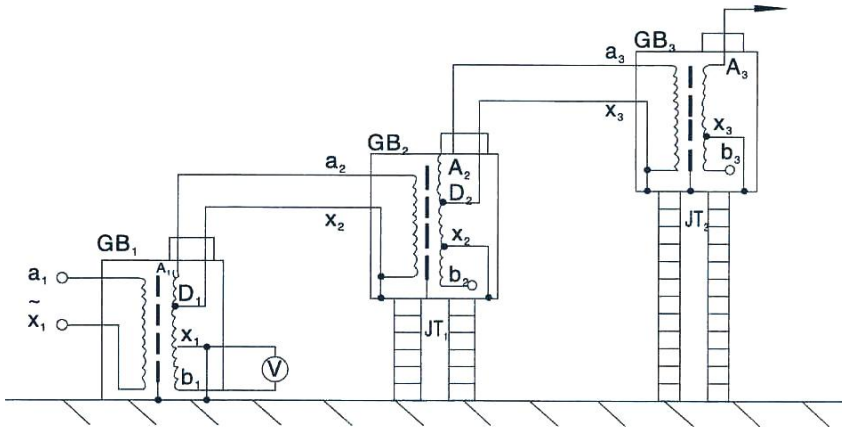 GB₃
A₃
a₃
x₃
x₃
b₃
GB₂
A₂
a₂
D₂
x₂
x₂
b₂
JT₂
GB₁
A₁
a₁
D₁
~
x₁
x₁
b₁
V
JT₁